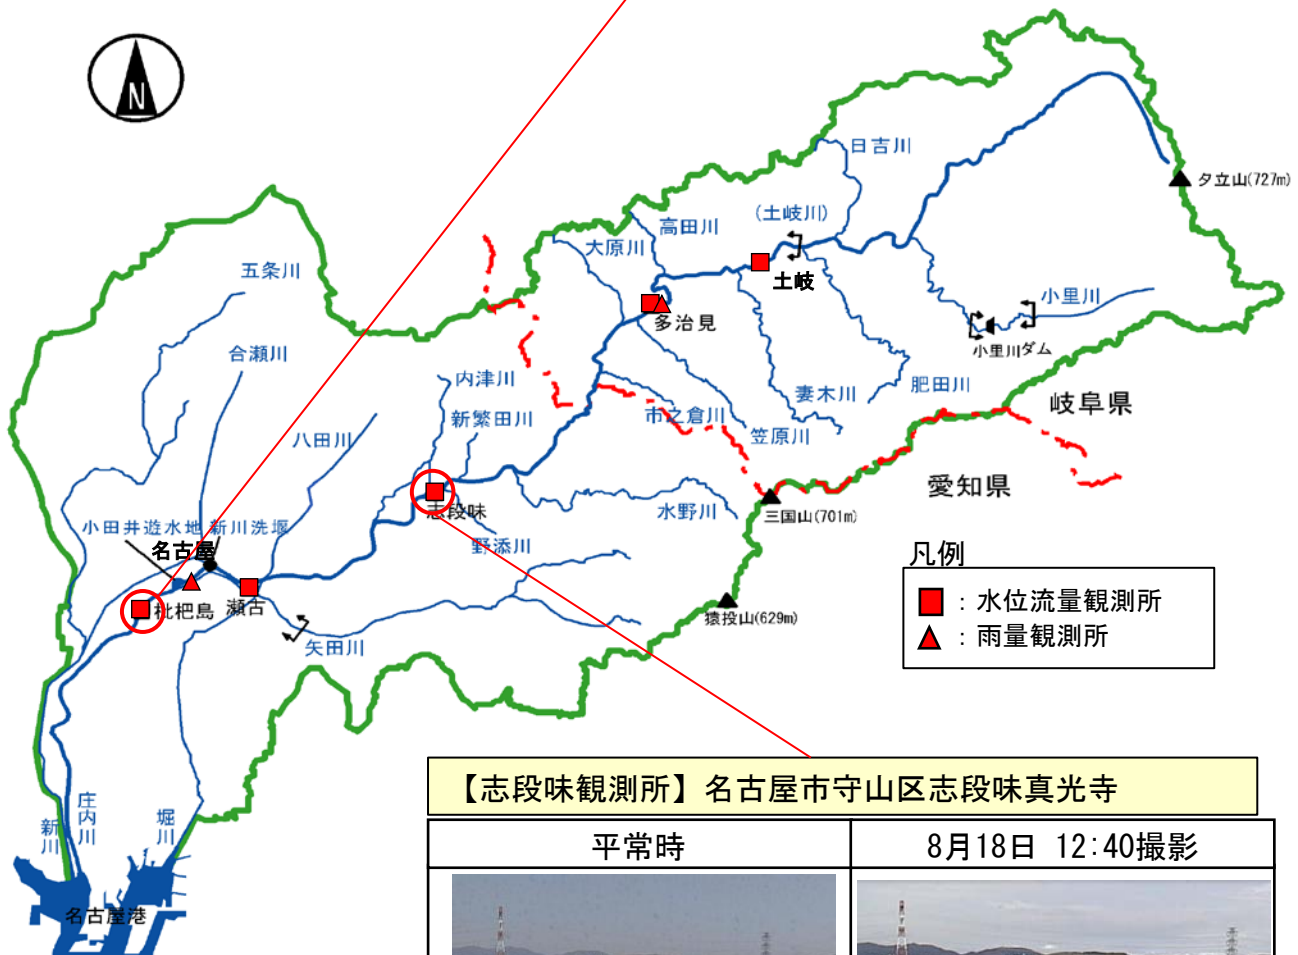 N
日吉川
夕立山(727m)
高田川
(土岐川)
大原川
五条川
土岐
小里川
多治見
小里川ダム
合瀬川
内津川
妻木川
肥田川
岐阜県
新繁田川
市之倉川
笠原川
八田川
愛知県
志段味
水野川
三国山(701m)
小田井遊水地
新川洗堰
野添川
名古屋
凡例
枇杷島
瀬古
：水位流量観測所
猿投山(629m)
：雨量観測所
矢田川
庄内川
新川
堀川
名古屋港
【志段味観測所】名古屋市守山区志段味真光寺
平常時
8月18日 12:40撮影